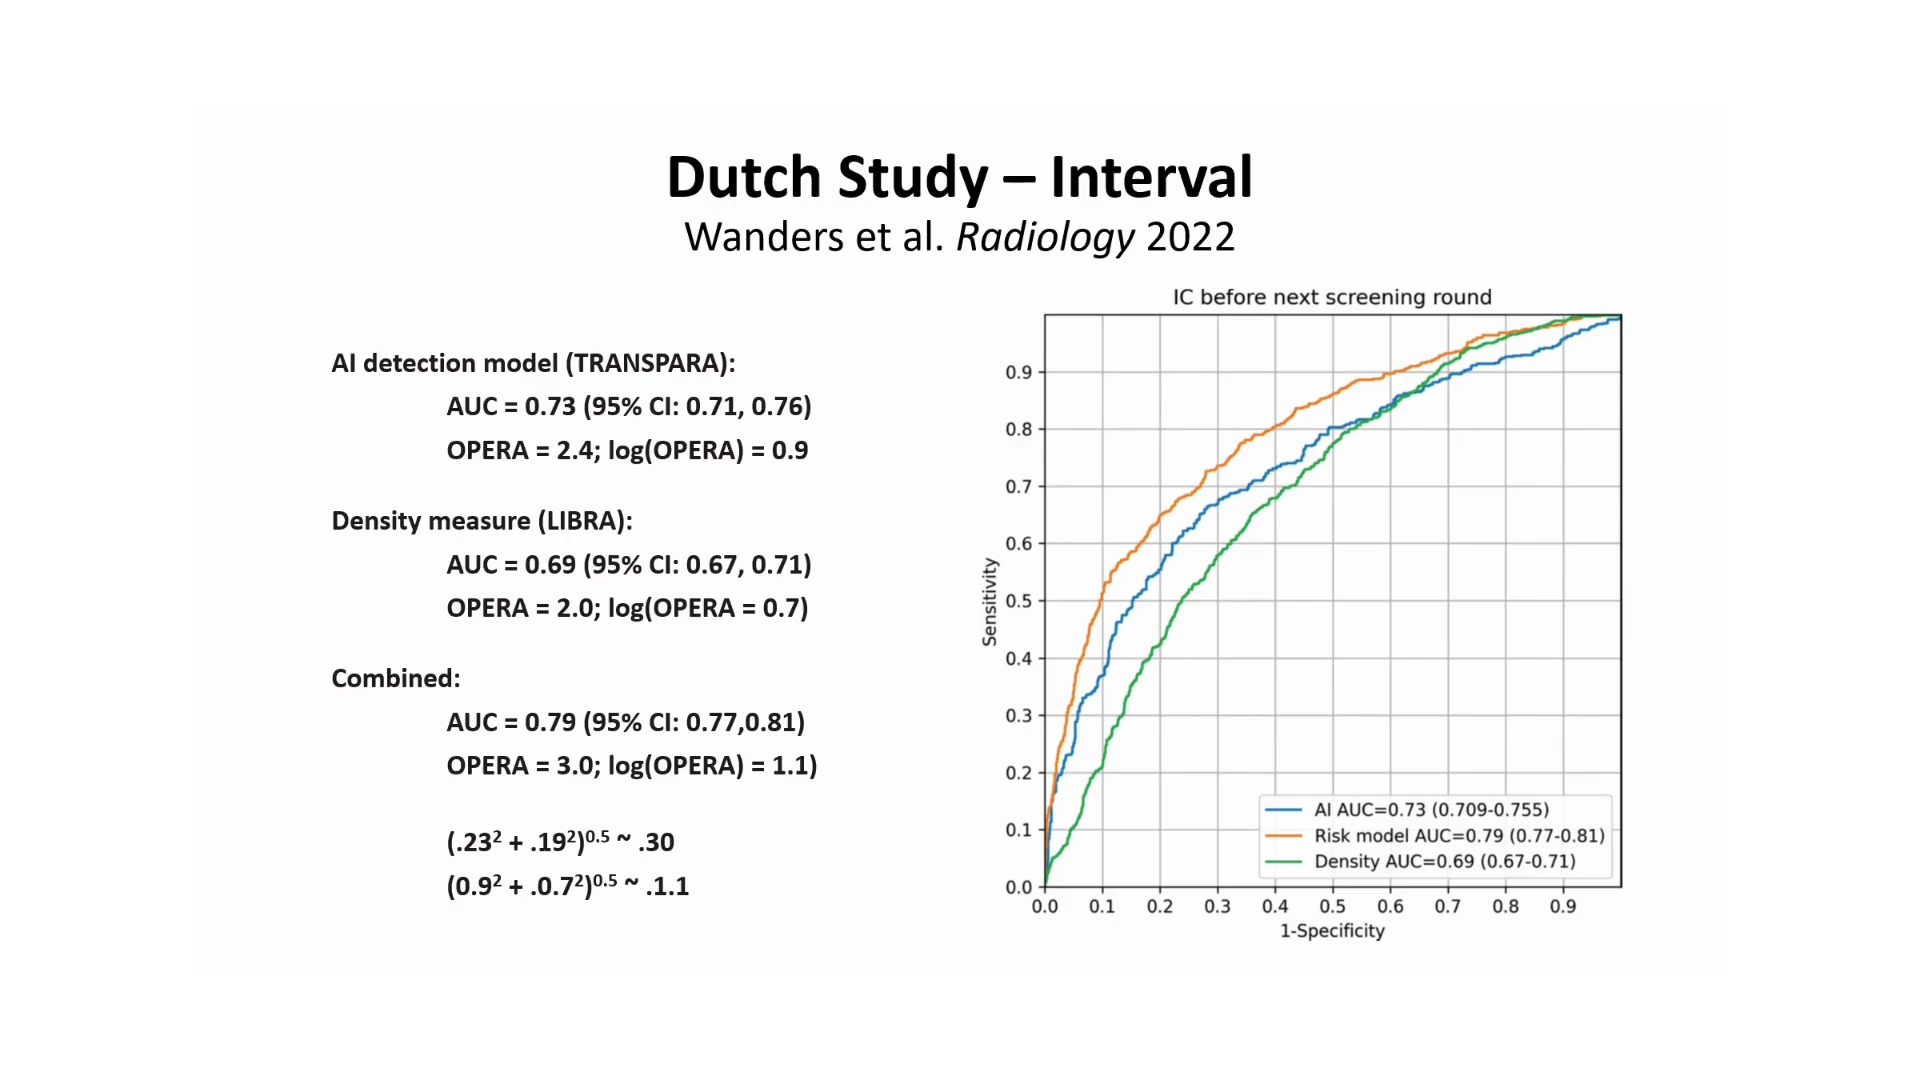 Dutch Study – Interval
Wanders et al. Radiology 2022
AI detection model (TRANSPARA):
AUC = 0.73 (95% CI: 0.71, 0.76)
OPERA = 2.4; log(OPERA) = 0.9
Density measure (LIBRA):
AUC = 0.69 (95% CI: 0.67, 0.71)
OPERA = 2.0; log(OPERA = 0.7)
Combined:
AUC = 0.79 (95% CI: 0.77,0.81)
OPERA = 3.0; log(OPERA) = 1.1)
(.23² + .19²)⁰·⁵ ~ .30
(0.9² + .0.7²)⁰·⁵ ~ .1.1
IC before next screening round
Sensitivity
0.9
0.8
0.7
0.6
0.5
0.4
0.3
0.2
0.1
0.0
AI AUC=0.73 (0.709-0.755)
Risk model AUC=0.79 (0.77-0.81)
Density AUC=0.69 (0.67-0.71)
0.0 0.1 0.2 0.3 0.4 0.5 0.6 0.7 0.8 0.9
1-Specificity